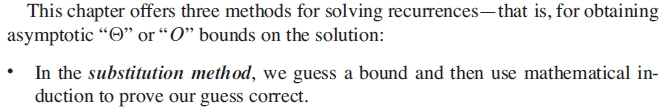 This chapter offers three methods for solving recurrences—that is, for obtaining
asymptotic “Θ” or “O” bounds on the solution:
• In the substitution method, we guess a bound and then use mathematical in-
duction to prove our guess correct.